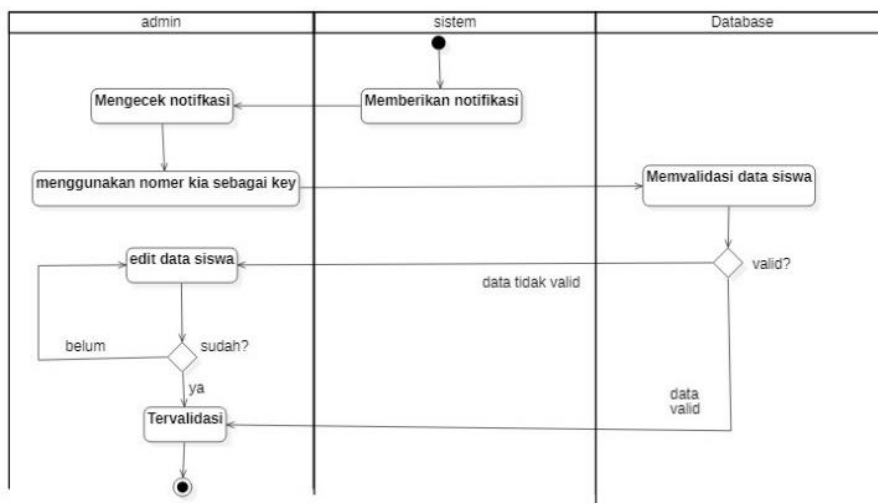 admin
sistem
Database
Mengecek notifkasi
Memberikan notifikasi
menggunakan nomer kia sebagai key
Memvalidasi data siswa
edit data siswa
valid?
data tidak valid
belum
sudah?
ya
data
valid
Tervalidasi